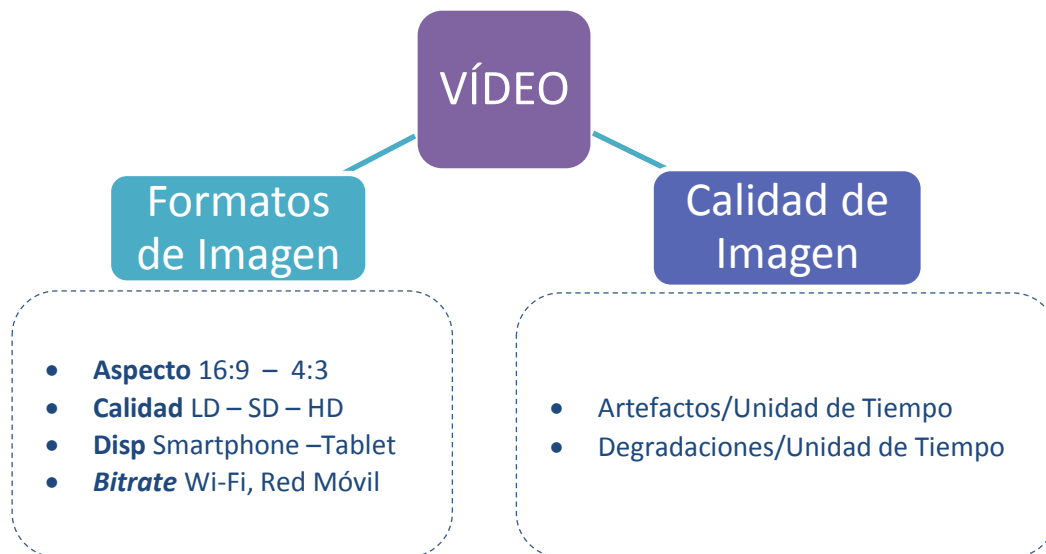 VÍDEO
Formatos
de Imagen
Calidad de
Imagen
• Aspecto 16:9 – 4:3
• Calidad LD – SD – HD
• Disp Smartphone –Tablet
• Bitrate Wi-Fi, Red Móvil
• Artefactos/Unidad de Tiempo
• Degradaciones/Unidad de Tiempo